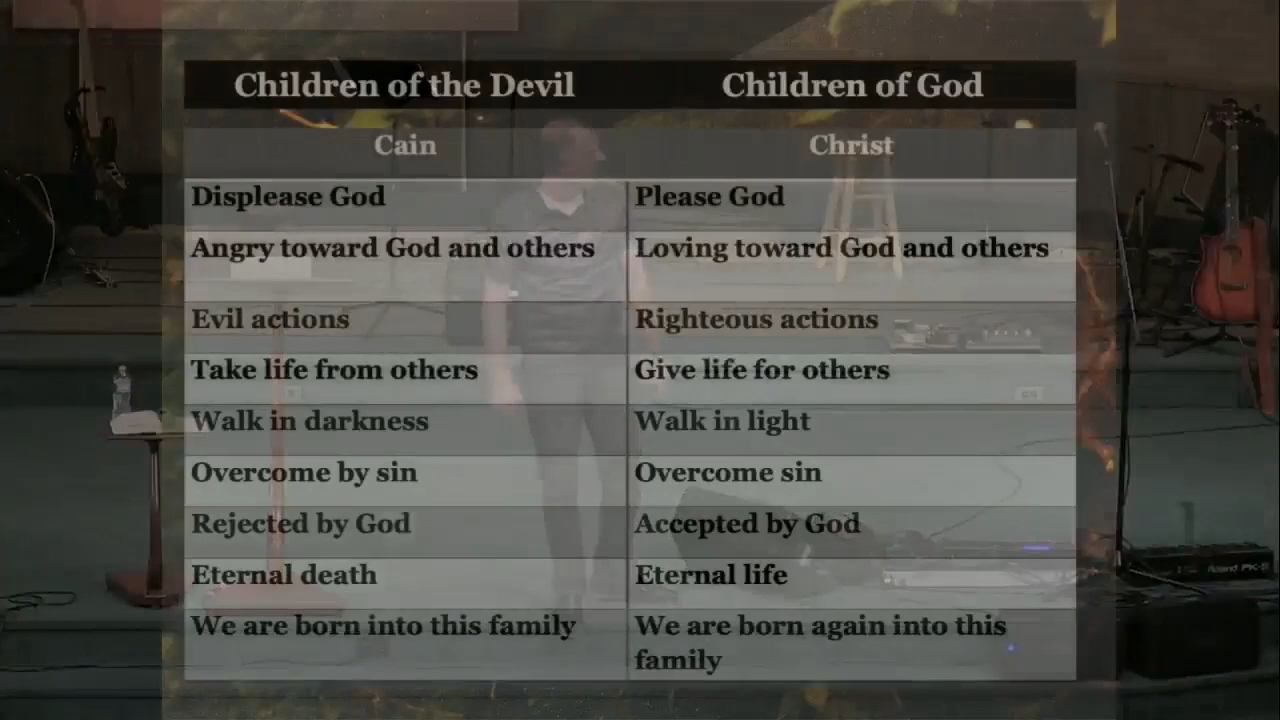 Children of the Devil
Children of God
Cain
Christ
Displease God
Please God
Angry toward God and others
Loving toward God and others
Evil actions
Righteous actions
Take life from others
Give life for others
Walk in darkness
Walk in light
Overcome by sin
Overcome sin
Rejected by God
Accepted by God
Eternal death
Eternal life
We are born into this family
We are born again into this
family
Roland